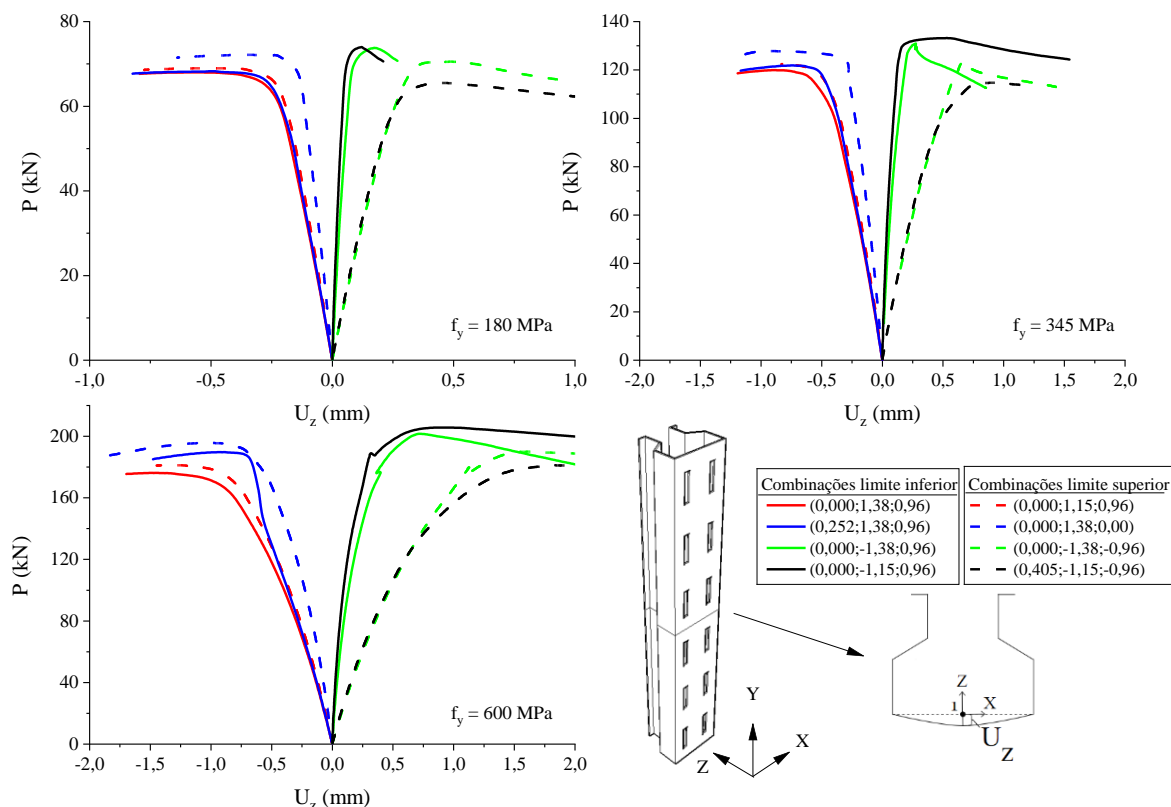 80
60
40
20
0
P (kN)
f_y = 180 MPa
-1,0 -0,5 0,0 0,5 1,0
U_z (mm)
140
120
100
80
60
40
20
0
P (kN)
f_y = 345 MPa
-2,0 -1,5 -1,0 -0,5 0,0 0,5 1,0 1,5 2,0
U_z (mm)
200
160
120
80
40
0
P (kN)
f_y = 600 MPa
-2,0 -1,5 -1,0 -0,5 0,0 0,5 1,0 1,5 2,0
U_z (mm)
Combinações limite inferior
(0,000;1,38;0,96)
(0,252;1,38;0,96)
(0,000;-1,38;0,96)
(0,000;-1,15;0,96)
Combinações limite superior
(0,000;1,15;0,96)
(0,000;1,38;0,00)
(0,000;-1,38;-0,96)
(0,405;-1,15;-0,96)
Y
X
Z
Z
1 X
U_z